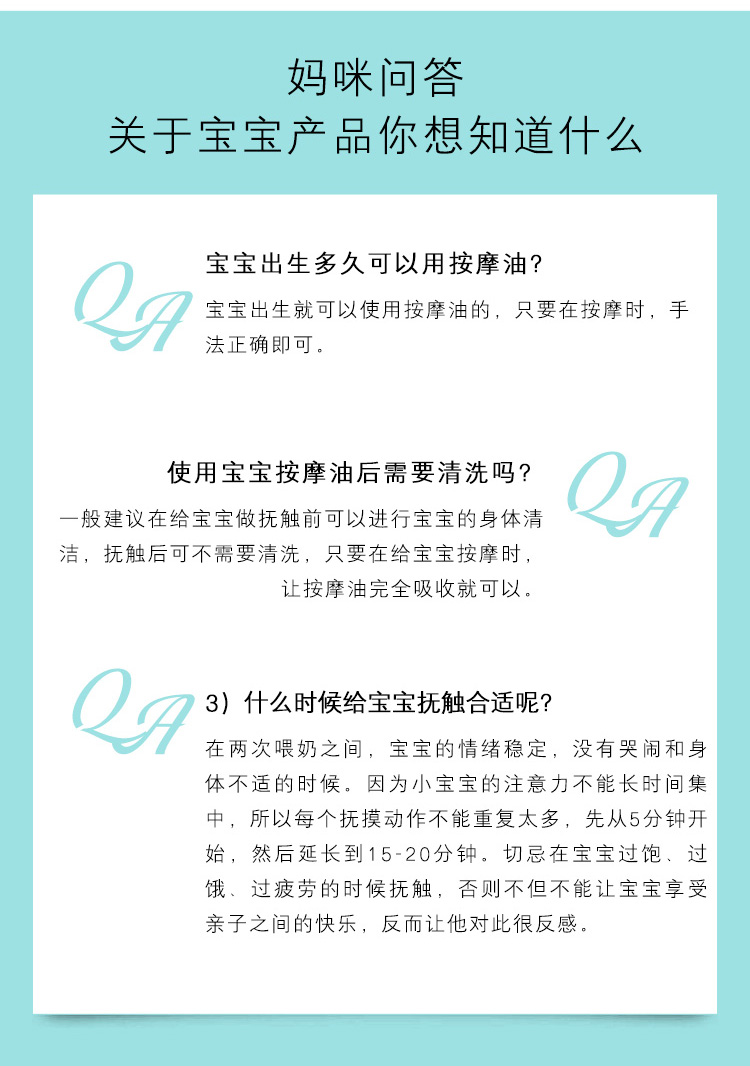 妈咪问答
关于宝宝产品你想知道什么
QA
宝宝出生多久可以用按摩油？
宝宝出生就可以使用按摩油的，只要在按摩时，手
法正确即可。
使用宝宝按摩油后需要清洗吗？
QA
一般建议在给宝宝做抚触前可以进行宝宝的身体清
洁，抚触后可不需要清洗，只要在给宝宝按摩时，
让按摩油完全吸收就可以。
QA
3）什么时候给宝宝抚触合适呢？
在两次喂奶之间，宝宝的情绪稳定，没有哭闹和身
体不适的时候。因为小宝宝的注意力不能长时间集
中，所以每个抚摸动作不能重复太多，先从5分钟开
始，然后延长到15-20分钟。切忌在宝宝过饱、过
饿、过疲劳的时候抚触，否则不但不能让宝宝享受
亲子之间的快乐，反而让他对此很反感。